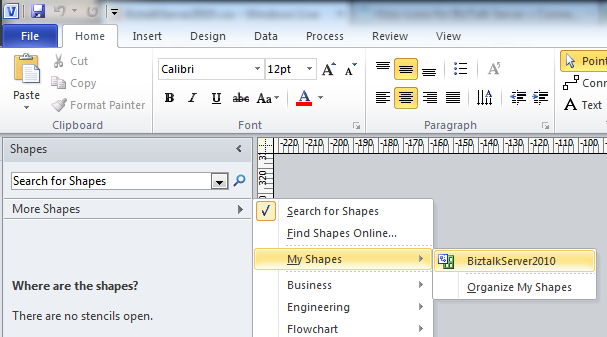 File Home Insert Design Data Process Review View
Cut
Copy
Format Painter
Paste
Clipboard
Calibri 12pt A A
B I U abc Aa A
Font
Paragraph
Point
Conn
A Text
Shapes
Search for Shapes
More Shapes
Where are the shapes?
There are no stencils open.
-220 -210 -200 -190 -180 -170 -160 -150 -140 -130 -120 -110 -100
320
Search for Shapes
Find Shapes Online...
My Shapes
Business
Engineering
Flowchart
BiztalkServer2010
Organize My Shapes